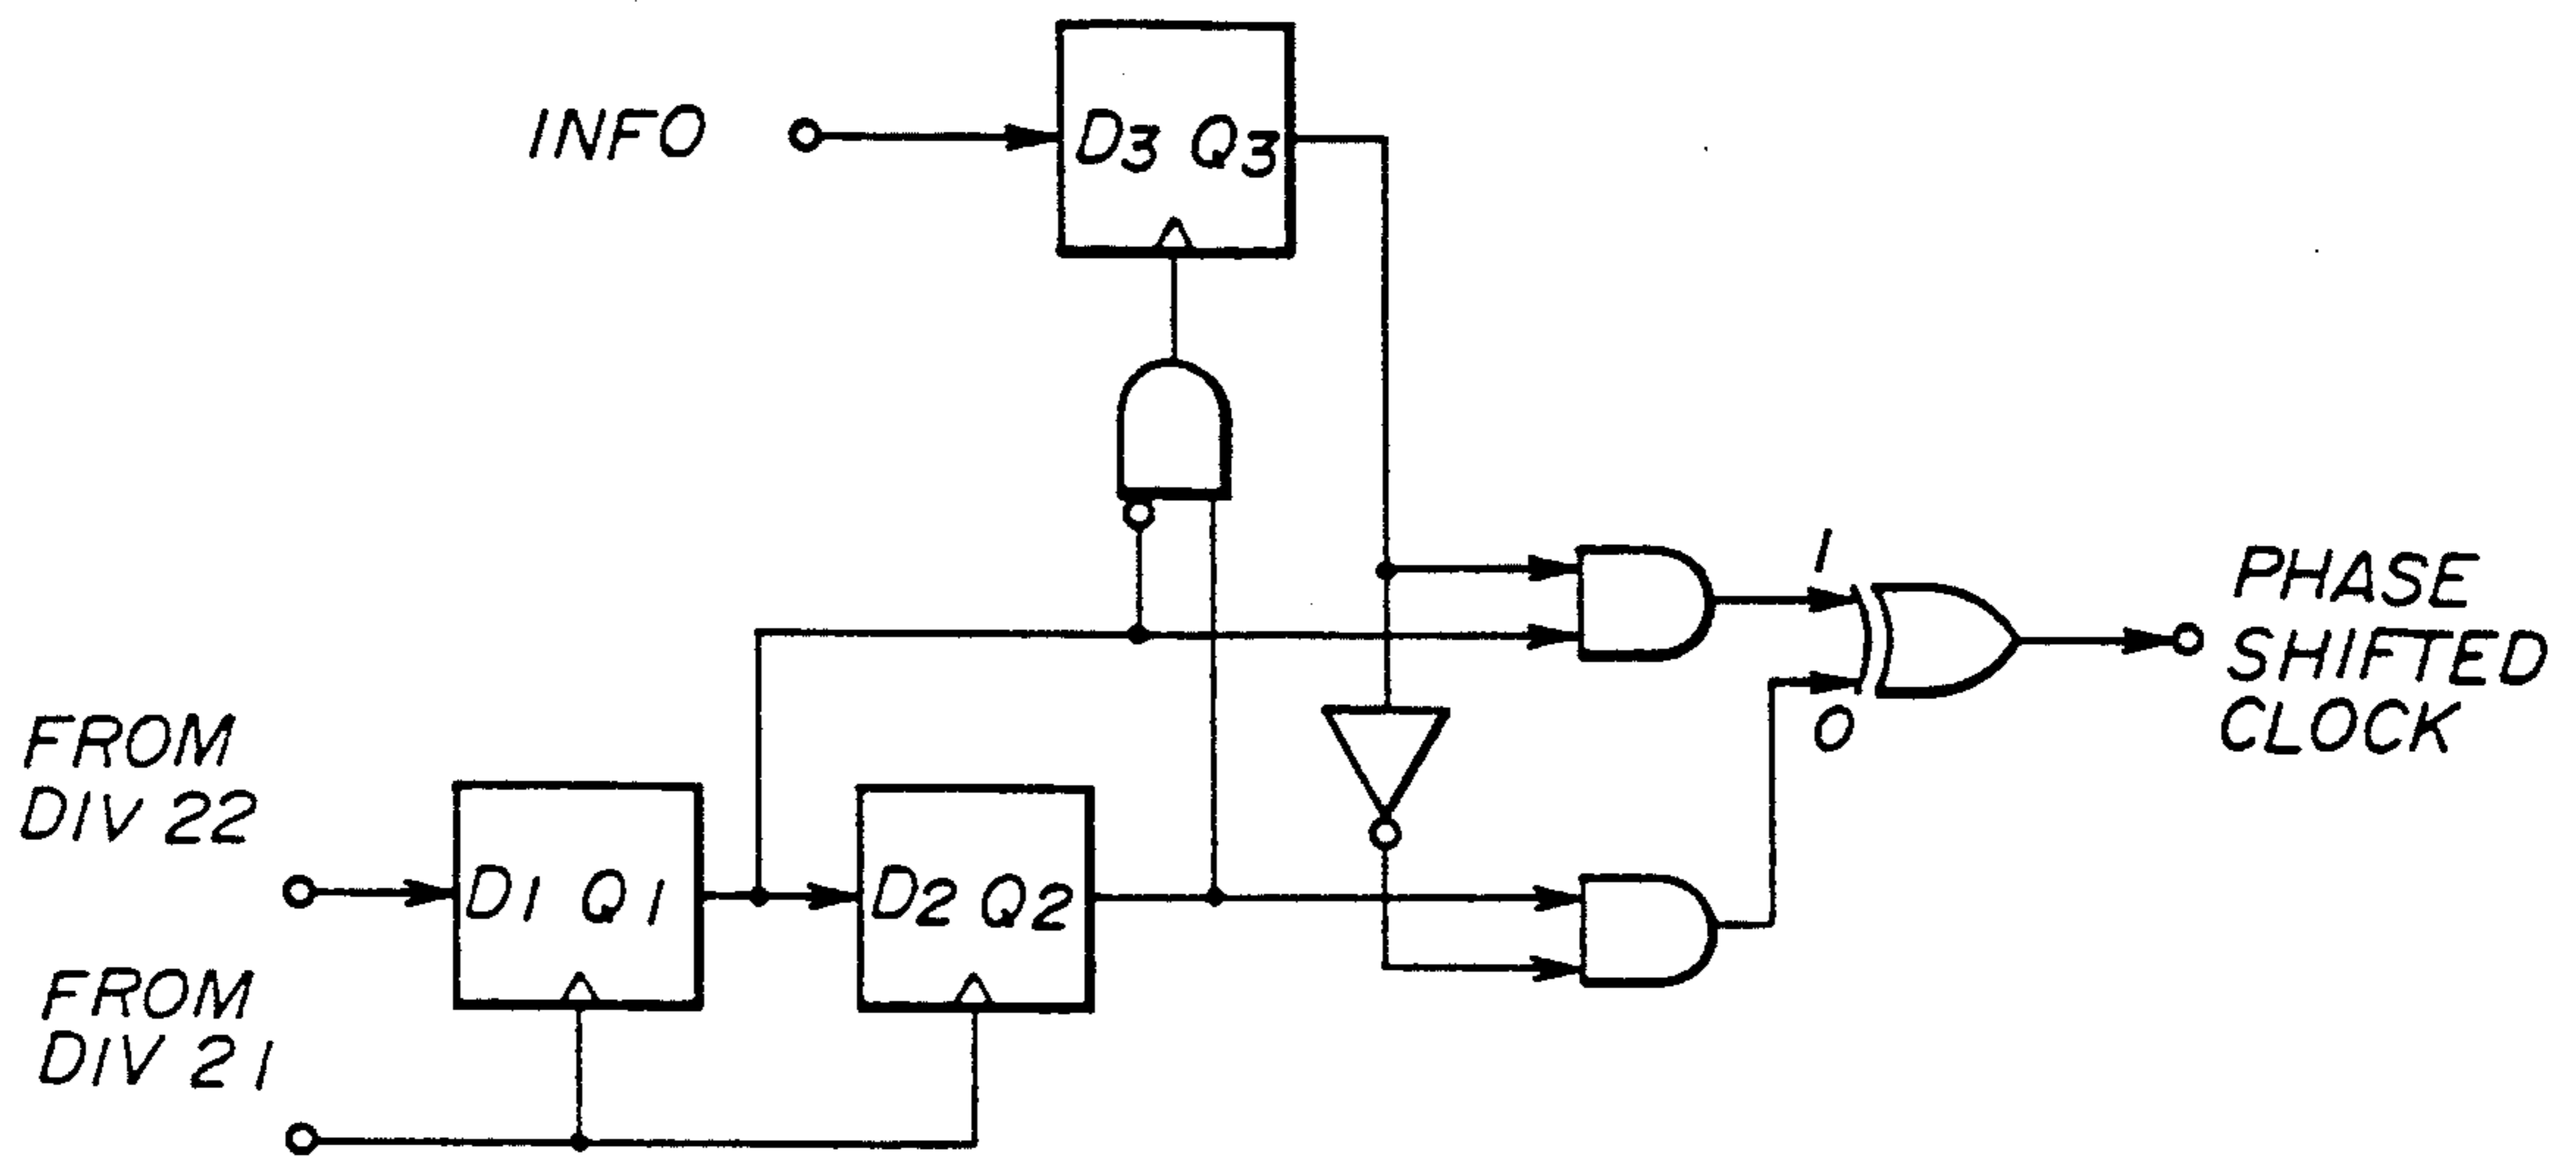 INFO
D3 Q3
1
0
PHASE
SHIFTED
CLOCK
FROM
DIV 22
D1 Q1
D2 Q2
FROM
DIV 21